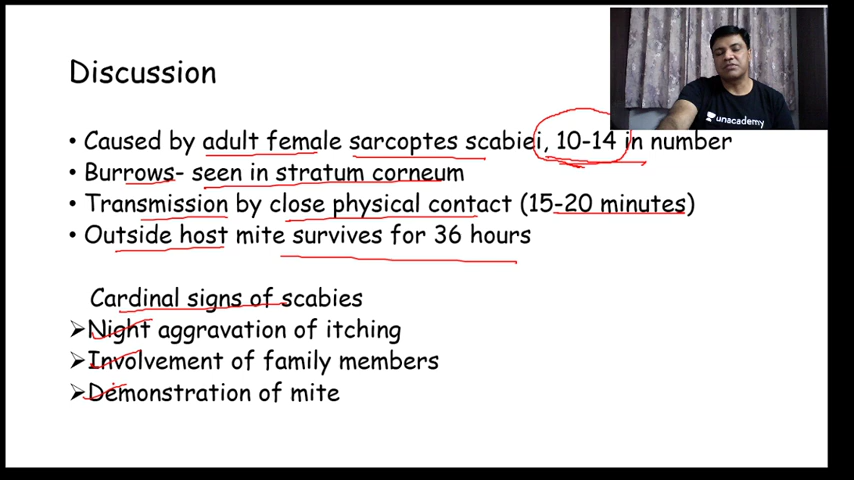 Discussion
• Caused by adult female sarcoptes scabiei, 10-14 in number
• Burrows- seen in stratum corneum
• Transmission by close physical contact (15-20 minutes)
• Outside host mite survives for 36 hours
Cardinal signs of scabies
➢Night aggravation of itching
➢Involvement of family members
➢Demonstration of mite
unacademy